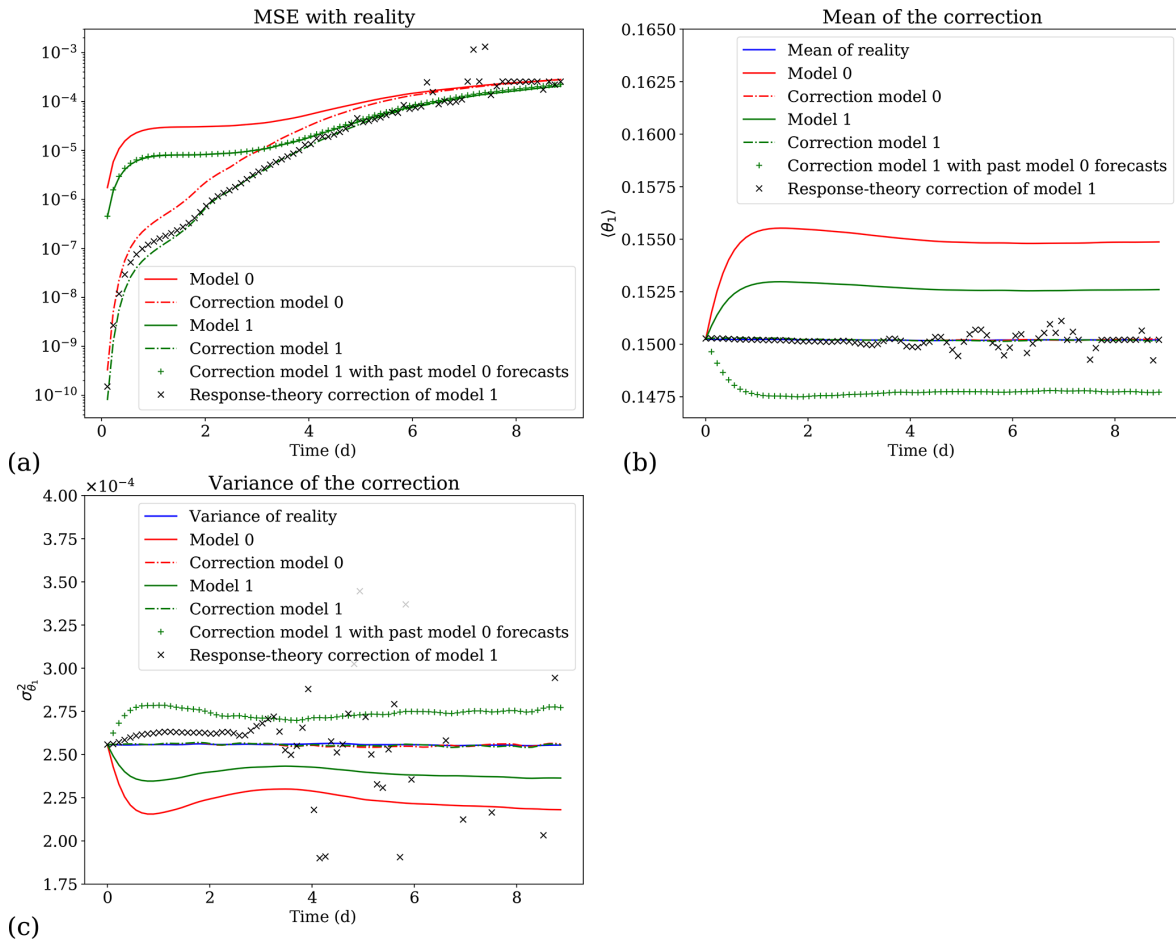 MSE with reality
10⁻³
10⁻⁴
10⁻⁵
10⁻⁶
10⁻⁷
10⁻⁸
10⁻⁹
10⁻¹⁰
Model 0
Correction model 0
Model 1
Correction model 1
Correction model 1 with past model 0 forecasts
Response-theory correction of model 1
0 2 4 6 8
Time (d)
(a)
Mean of the correction
0.1650
0.1625
0.1600
0.1575
0.1550
0.1525
0.1500
0.1475
⟨θ₁⟩
Mean of reality
Model 0
Correction model 0
Model 1
Correction model 1
Correction model 1 with past model 0 forecasts
Response-theory correction of model 1
0 2 4 6 8
Time (d)
(b)
Variance of the correction
×10⁻⁴
4.00
3.75
3.50
3.25
3.00
2.75
2.50
2.25
2.00
1.75
σ²θ₁
Variance of reality
Model 0
Correction model 0
Model 1
Correction model 1
Correction model 1 with past model 0 forecasts
Response-theory correction of model 1
0 2 4 6 8
Time (d)
(c)